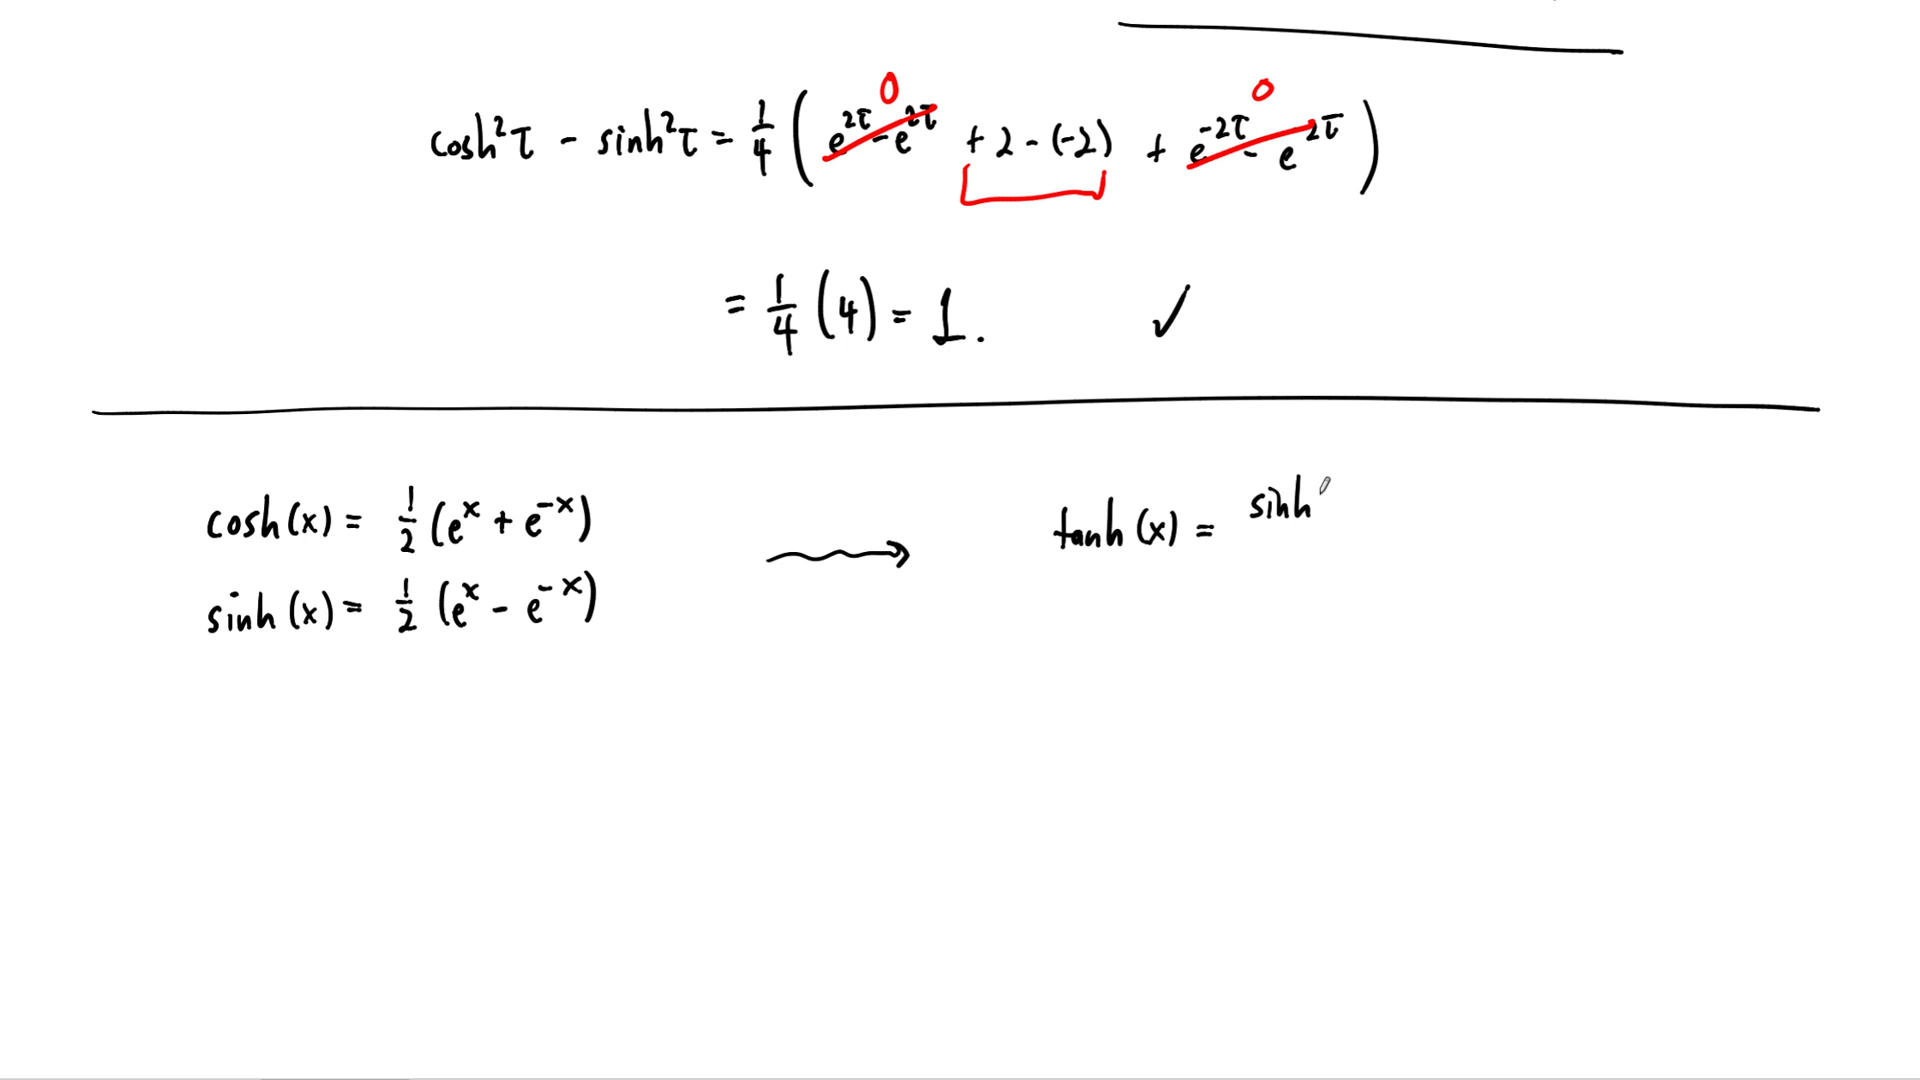 cosh²τ - sinh²τ = 1/4 ( e^2τ - e^2τ + 2 - (-2) + e^-2τ - e^2τ )
0 0
= 1/4 (4) = 1. ✓
cosh(x) = 1/2 (e^x + e^-x)
tanh(x) = sinh
sinh(x) = 1/2 (e^x - e^-x)